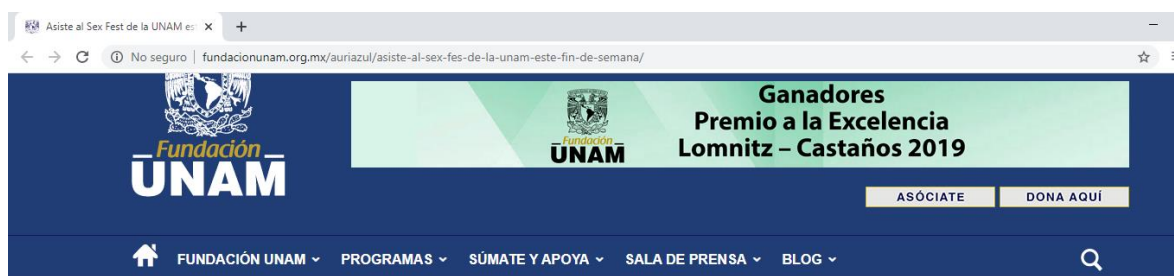 Asiste al Sex Fest de la UNAM es
No seguro | fundacionunam.org.mx/auriazul/asiste-al-sex-fes-de-la-unam-este-fin-de-semana/
Fundación
UNAM
Fundación
UNAM
Ganadores
Premio a la Excelencia
Lomnitz – Castaños 2019
ASÓCIATE DONA AQUÍ
FUNDACIÓN UNAM PROGRAMAS SÚMATE Y APOYA SALA DE PRENSA BLOG